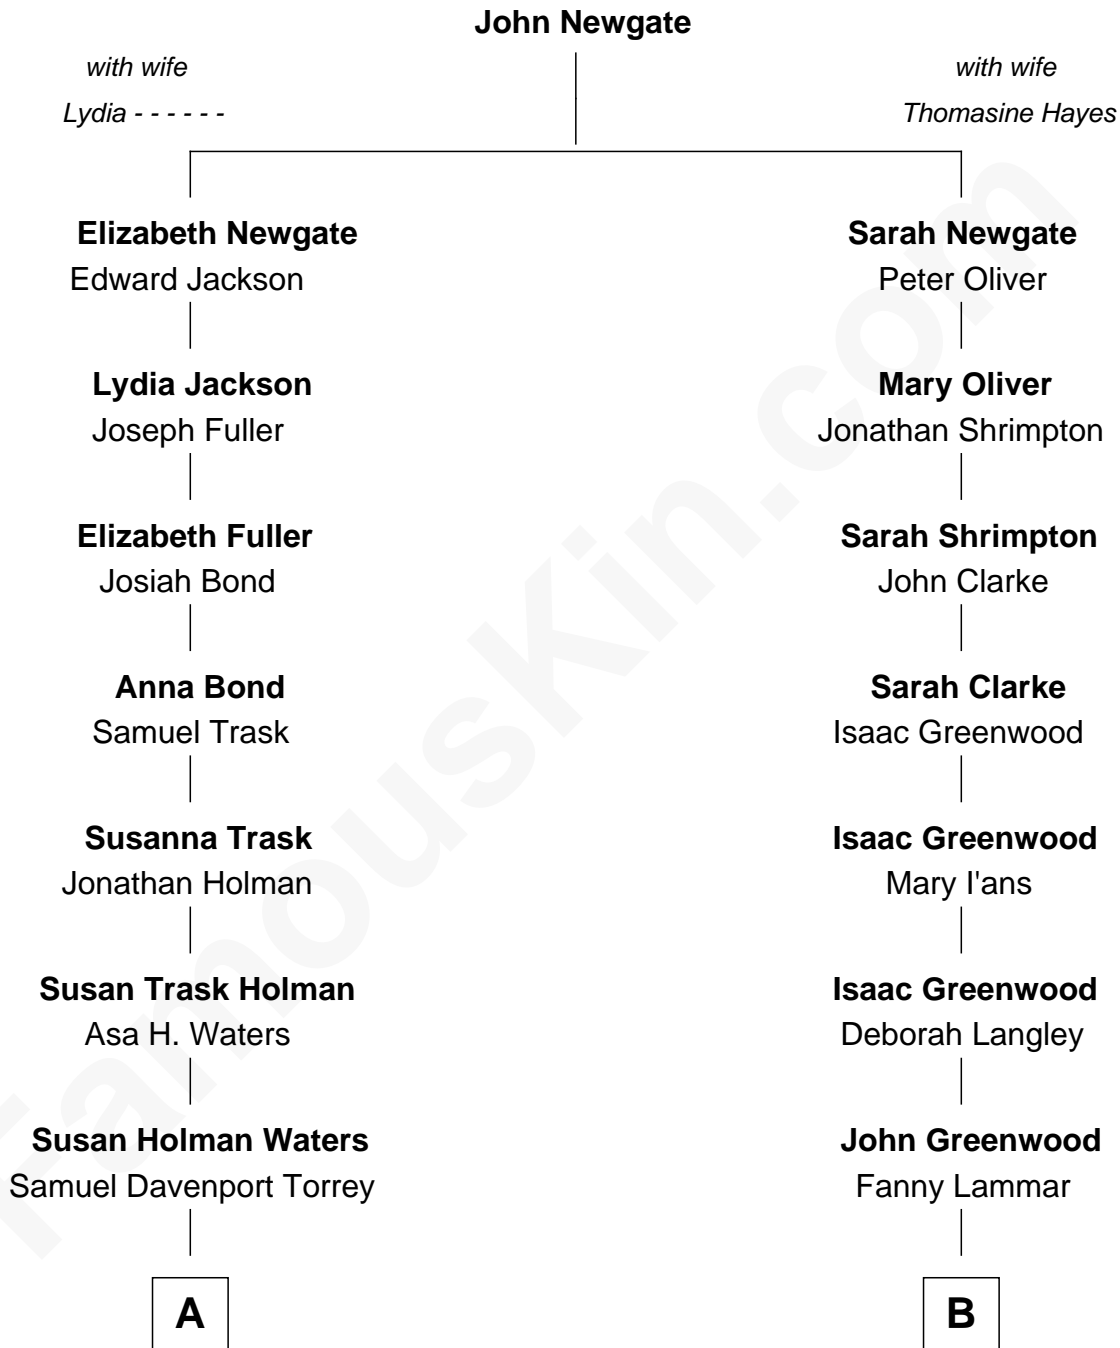 John Newgate
with wife
Lydia - - - - - -
with wife
Thomasine Hayes
Elizabeth Newgate
Edward Jackson
Sarah Newgate
Peter Oliver
Lydia Jackson
Joseph Fuller
Mary Oliver
Jonathan Shrimpton
Elizabeth Fuller
Josiah Bond
Sarah Shrimpton
John Clarke
Anna Bond
Samuel Trask
Sarah Clarke
Isaac Greenwood
Susanna Trask
Jonathan Holman
Isaac Greenwood
Mary I'ans
Susan Trask Holman
Asa H. Waters
Isaac Greenwood
Deborah Langley
Susan Holman Waters
Samuel Davenport Torrey
John Greenwood
Fanny Lammar
A
B
FamousKin.com